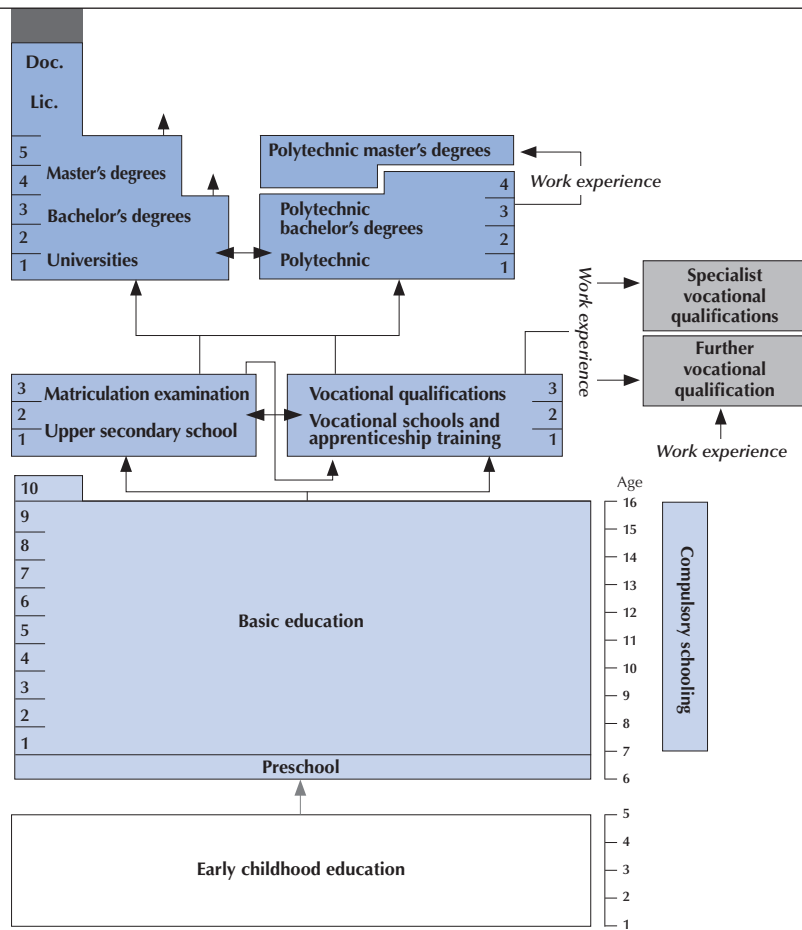 Doc.
Lic.
5
4
3
2
1
Master's degrees
Bachelor's degrees
Universities
Polytechnic master's degrees
Polytechnic
bachelor's degrees
Polytechnic
4
3
2
1
Work experience
Work experience
Specialist
vocational
qualifications
Further
vocational
qualification
Work experience
3
2
1
Matriculation examination
Upper secondary school
Vocational qualifications
Vocational schools and
apprenticeship training
3
2
1
10
9
8
7
6
5
4
3
2
1
Basic education
Preschool
Age
16
15
14
13
12
11
10
9
8
7
6
Compulsory schooling
Early childhood education
5
4
3
2
1